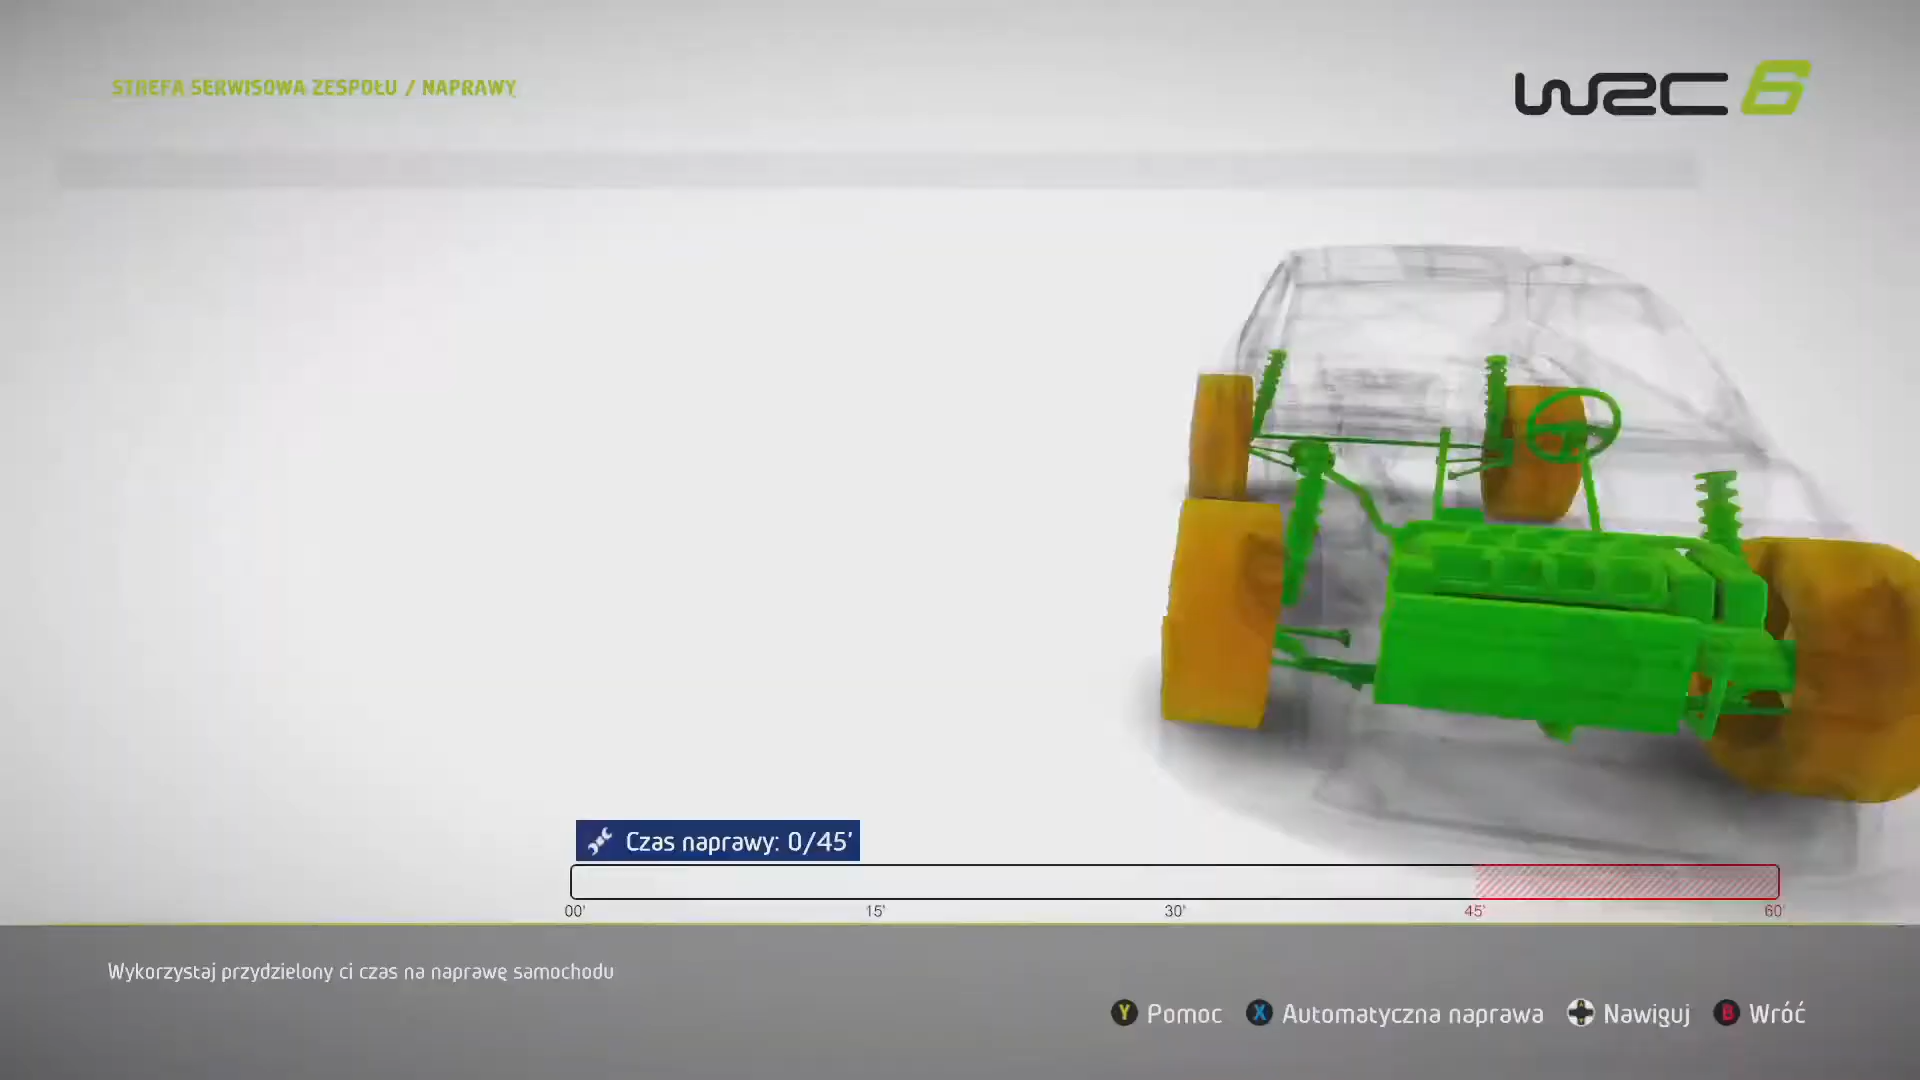 STREFA SERWISOWA ZESPOŁU / NAPRAWY
WRC 6
Czas naprawy: 0/45'
00' 15' 30' 45' 60'
Wykorzystaj przydzielony ci czas na naprawę samochodu
Y Pomoc X Automatyczna naprawa Nawiguj B Wróć